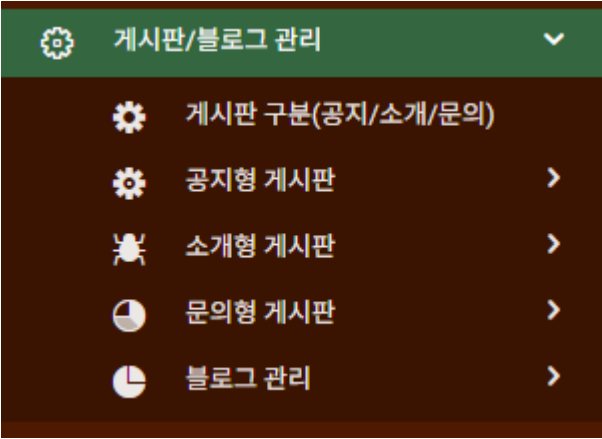 게시판/블로그 관리
게시판 구분(공지/소개/문의)
공지형 게시판
소개형 게시판
문의형 게시판
블로그 관리